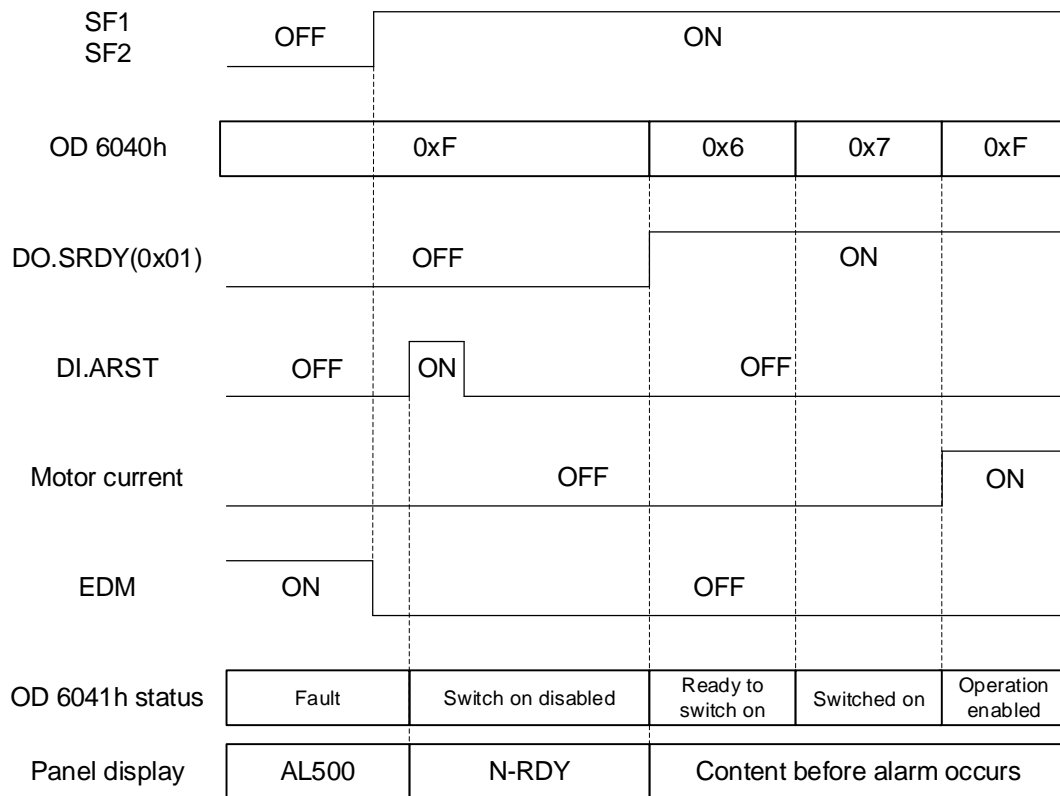 SF1
SF2
OFF
ON
OD 6040h
0xF
0x6
0x7
0xF
DO.SRDY(0x01)
OFF
ON
DI.ARST
OFF
ON
OFF
Motor current
OFF
ON
EDM
ON
OFF
OD 6041h status
Fault
Switch on disabled
Ready to
switch on
Switched on
Operation
enabled
Panel display
AL500
N-RDY
Content before alarm occurs